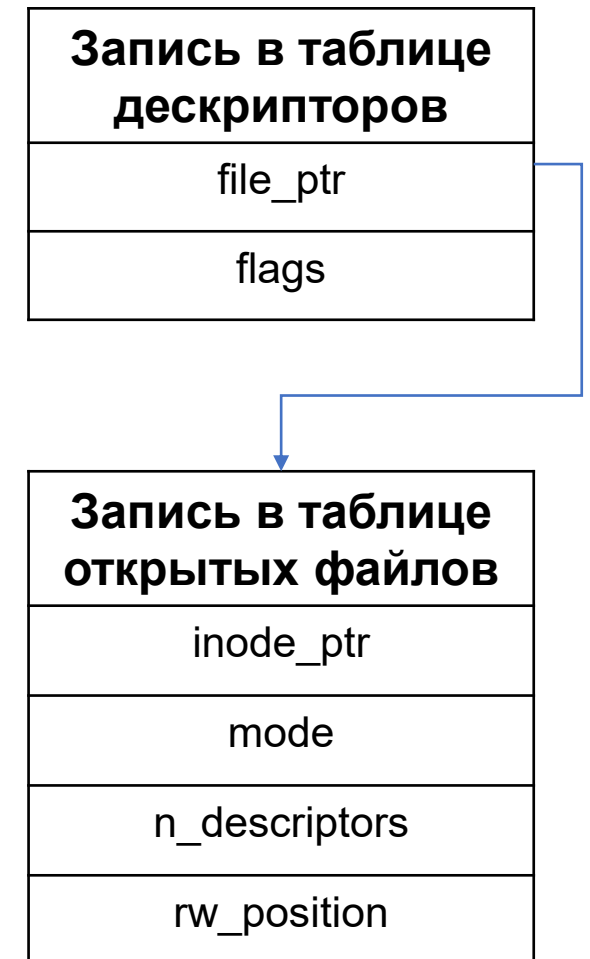 Запись в таблице
дескрипторов
file_ptr
flags
Запись в таблице
открытых файлов
inode_ptr
mode
n_descriptors
rw_position